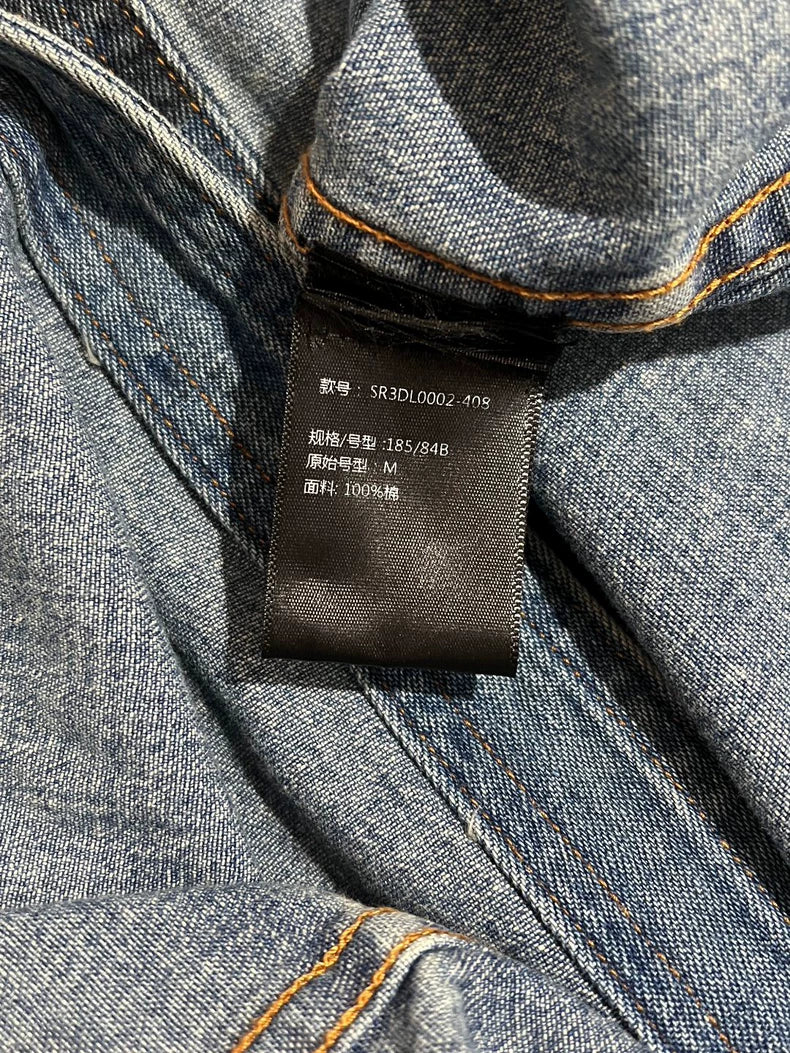 款号: SR3DL0002-408
规格/号型:185/84B
原始号型: M
面料: 100%棉